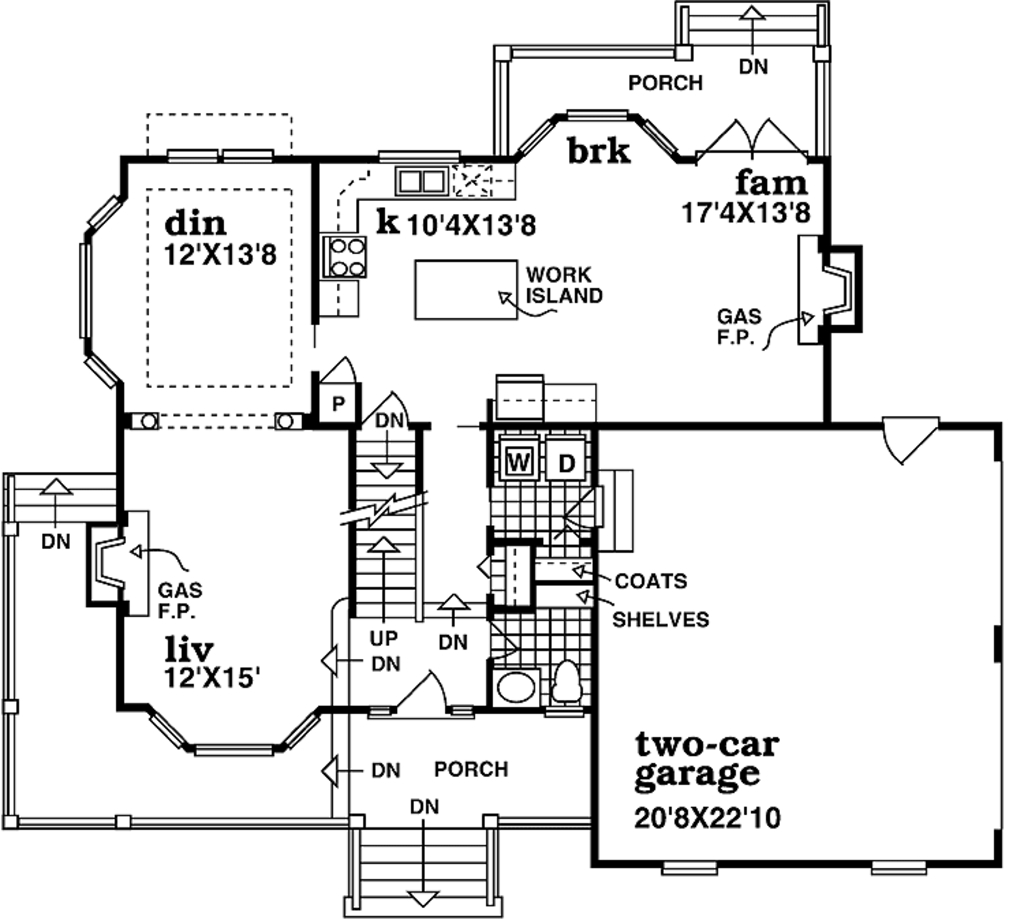 DN
PORCH
brk
fam
17'4X13'8
din
12'X13'8
k 10'4X13'8
WORK
ISLAND
GAS
F.P.
P
DN
W
D
DN
GAS
F.P.
COATS
SHELVES
UP
DN
DN
liv
12'X15'
DN
PORCH
DN
two-car
garage
20'8X22'10